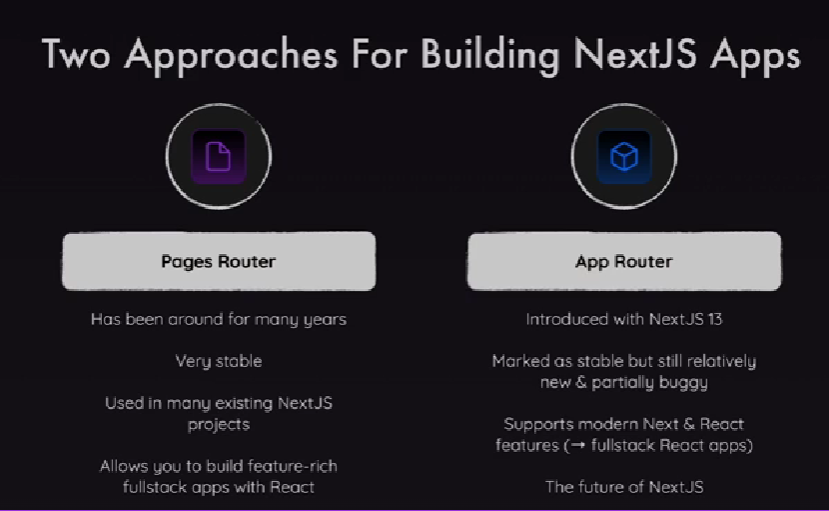 Two Approaches For Building NextJS Apps
Pages Router
Has been around for many years
Very stable
Used in many existing NextJS
projects
Allows you to build feature-rich
fullstack apps with React
App Router
Introduced with NextJS 13
Marked as stable but still relatively
new & partially buggy
Supports modern Next & React
features (→ fullstack React apps)
The future of NextJS